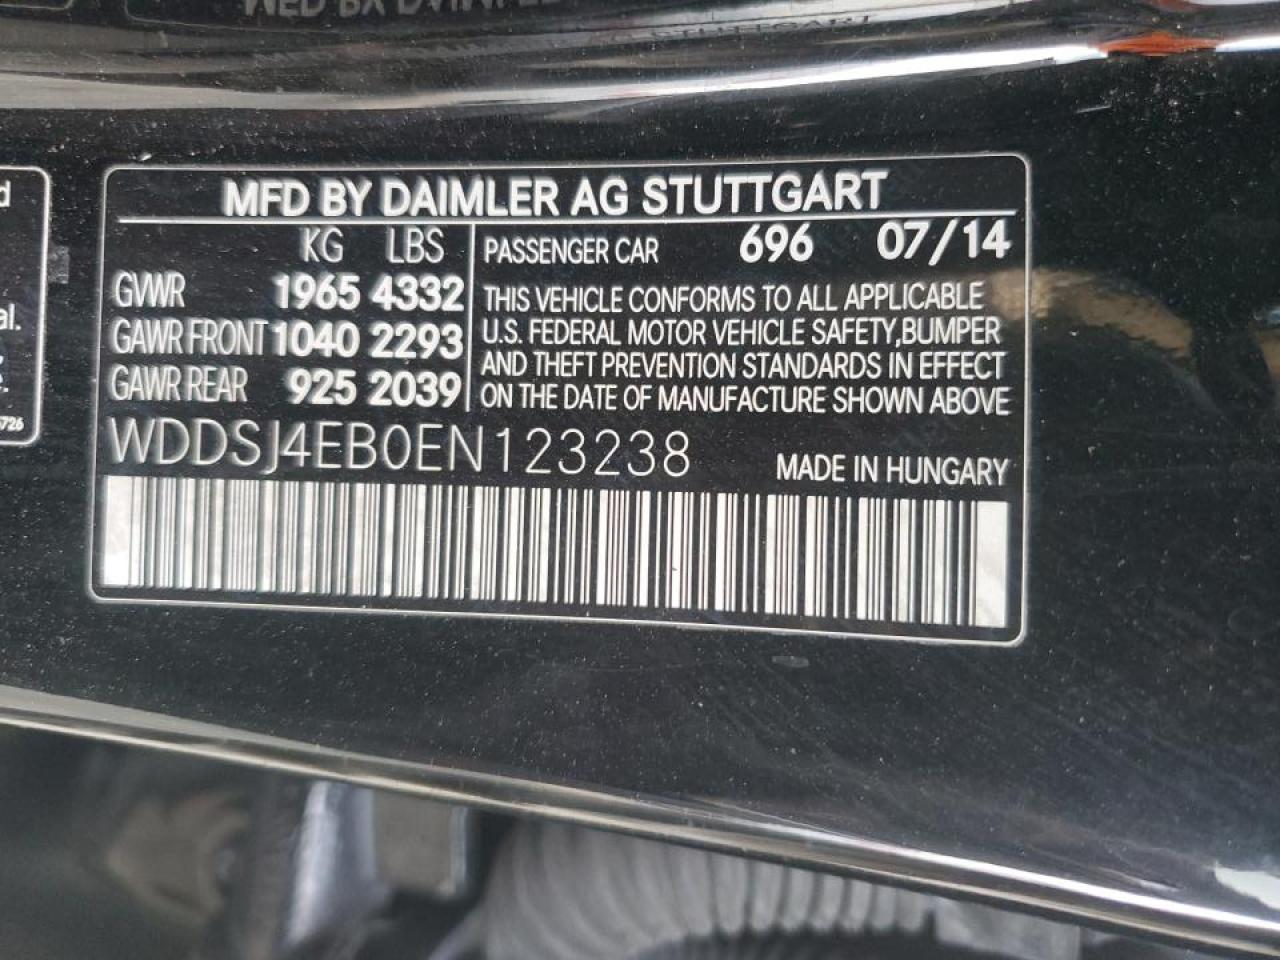 MFD BY DAIMLER AG STUTTGART
KG LBS
GVWR 1965 4332
GAWR FRONT 1040 2293
GAWR REAR 925 2039
PASSENGER CAR 696 07/14
THIS VEHICLE CONFORMS TO ALL APPLICABLE
U.S. FEDERAL MOTOR VEHICLE SAFETY,BUMPER
AND THEFT PREVENTION STANDARDS IN EFFECT
ON THE DATE OF MANUFACTURE SHOWN ABOVE
WDDSJ4EB0EN123238
MADE IN HUNGARY